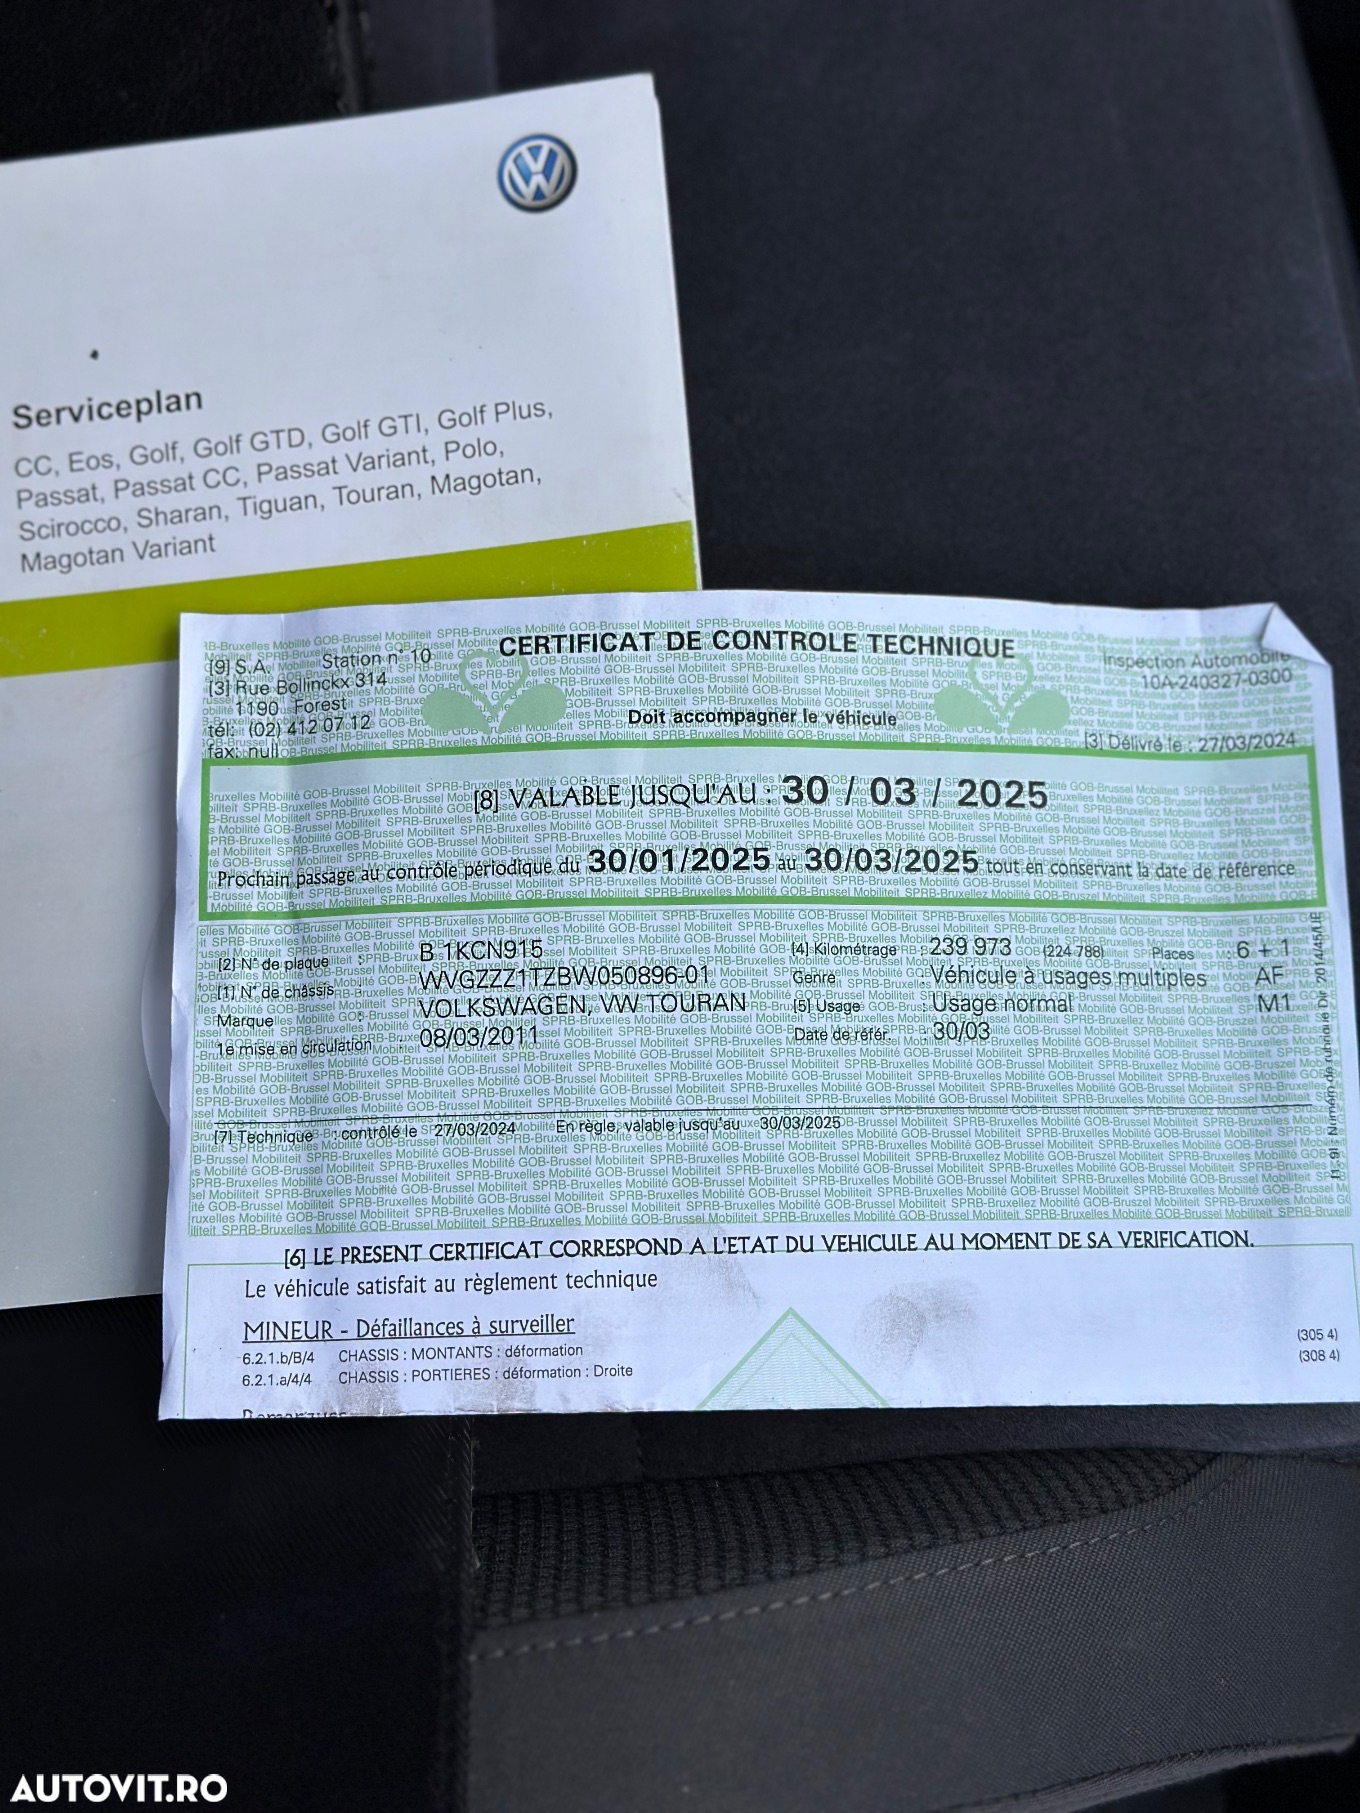 Serviceplan
CC, Eos, Golf, Golf GTD, Golf GTI, Golf Plus,
Passat, Passat CC, Passat Variant, Polo,
Scirocco, Sharan, Tiguan, Touran, Magotan,
Magotan Variant
CERTIFICAT DE CONTROLE TECHNIQUE
[9] S.A. Station n° 10
[3] Rue Bollinckx 314
1190 Forest
tél: (02) 412 07 12
fax: null
Inspection Automobile
10A-240327-0300
Doit accompagner le véhicule
[3] Délivré le : 27/03/2024
[8] VALABLE JUSQU'AU : 30 / 03 / 2025
Prochain passage au contrôle périodique du 30/01/2025 au 30/03/2025 tout en conservant la date de référence
[2] N° de plaque : B 1KCN915 [4] Kilométrage : 239 973 (224 788) Places : 6 + 1
[1] N° de châssis : WVGZZZ1TZBW050896-01 Genre : Véhicule à usages multiples AF
Marque : VOLKSWAGEN, VW TOURAN [5] Usage : Usage normal M1
1e mise en circulation : 08/03/2011 Date de référ. : 30/03
[7] Technique : contrôlé le 27/03/2024 En règle, valable jusqu'au 30/03/2025
[6] LE PRESENT CERTIFICAT CORRESPOND A L'ETAT DU VEHICULE AU MOMENT DE SA VERIFICATION.
Le véhicule satisfait au règlement technique
MINEUR - Défaillances à surveiller
6.2.1.b/B/4 CHASSIS : MONTANTS : déformation (305 4)
6.2.1.a/4/4 CHASSIS : PORTIERES : déformation : Droite (308 4)
AUTOVIT.RO